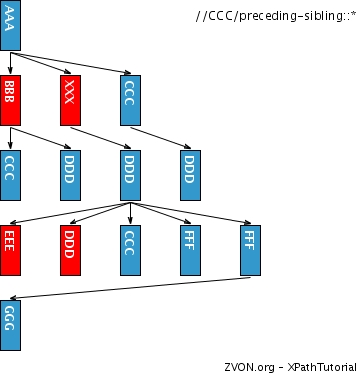 AAA
//CCC/preceding-sibling::*
BBB
XXX
CCC
CCC
DDD
DDD
DDD
EEE
DDD
CCC
FFF
FFF
GGG
ZVON.org - XPathTutorial